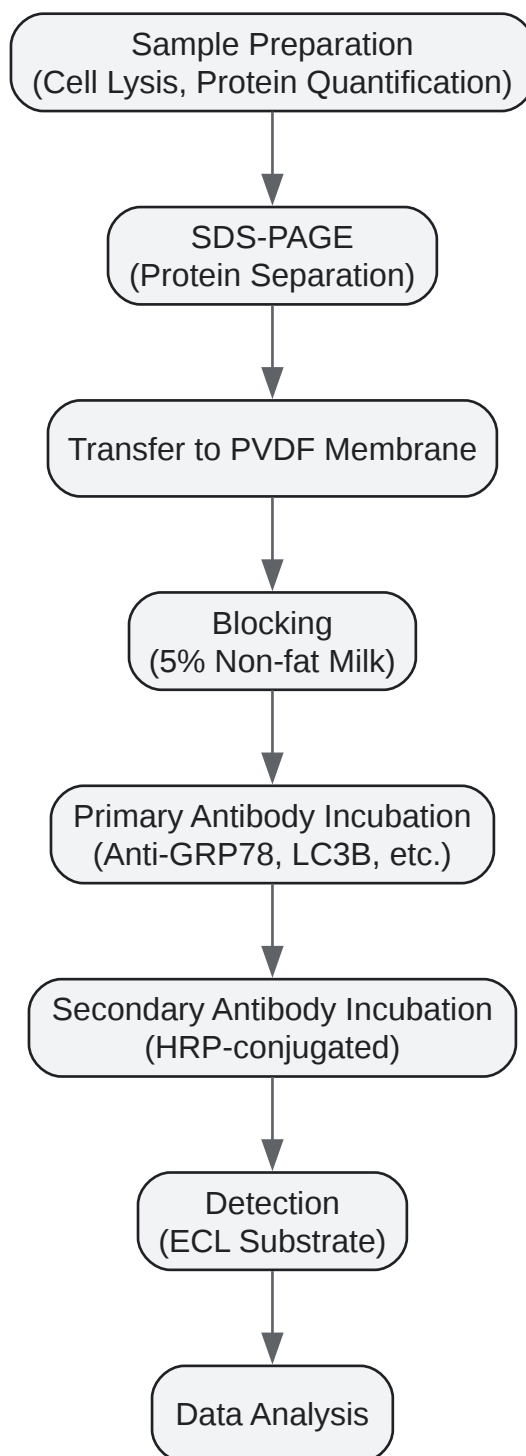 Sample Preparation
(Cell Lysis, Protein Quantification)
SDS-PAGE
(Protein Separation)
Transfer to PVDF Membrane
Blocking
(5% Non-fat Milk)
Primary Antibody Incubation
(Anti-GRP78, LC3B, etc.)
Secondary Antibody Incubation
(HRP-conjugated)
Detection
(ECL Substrate)
Data Analysis